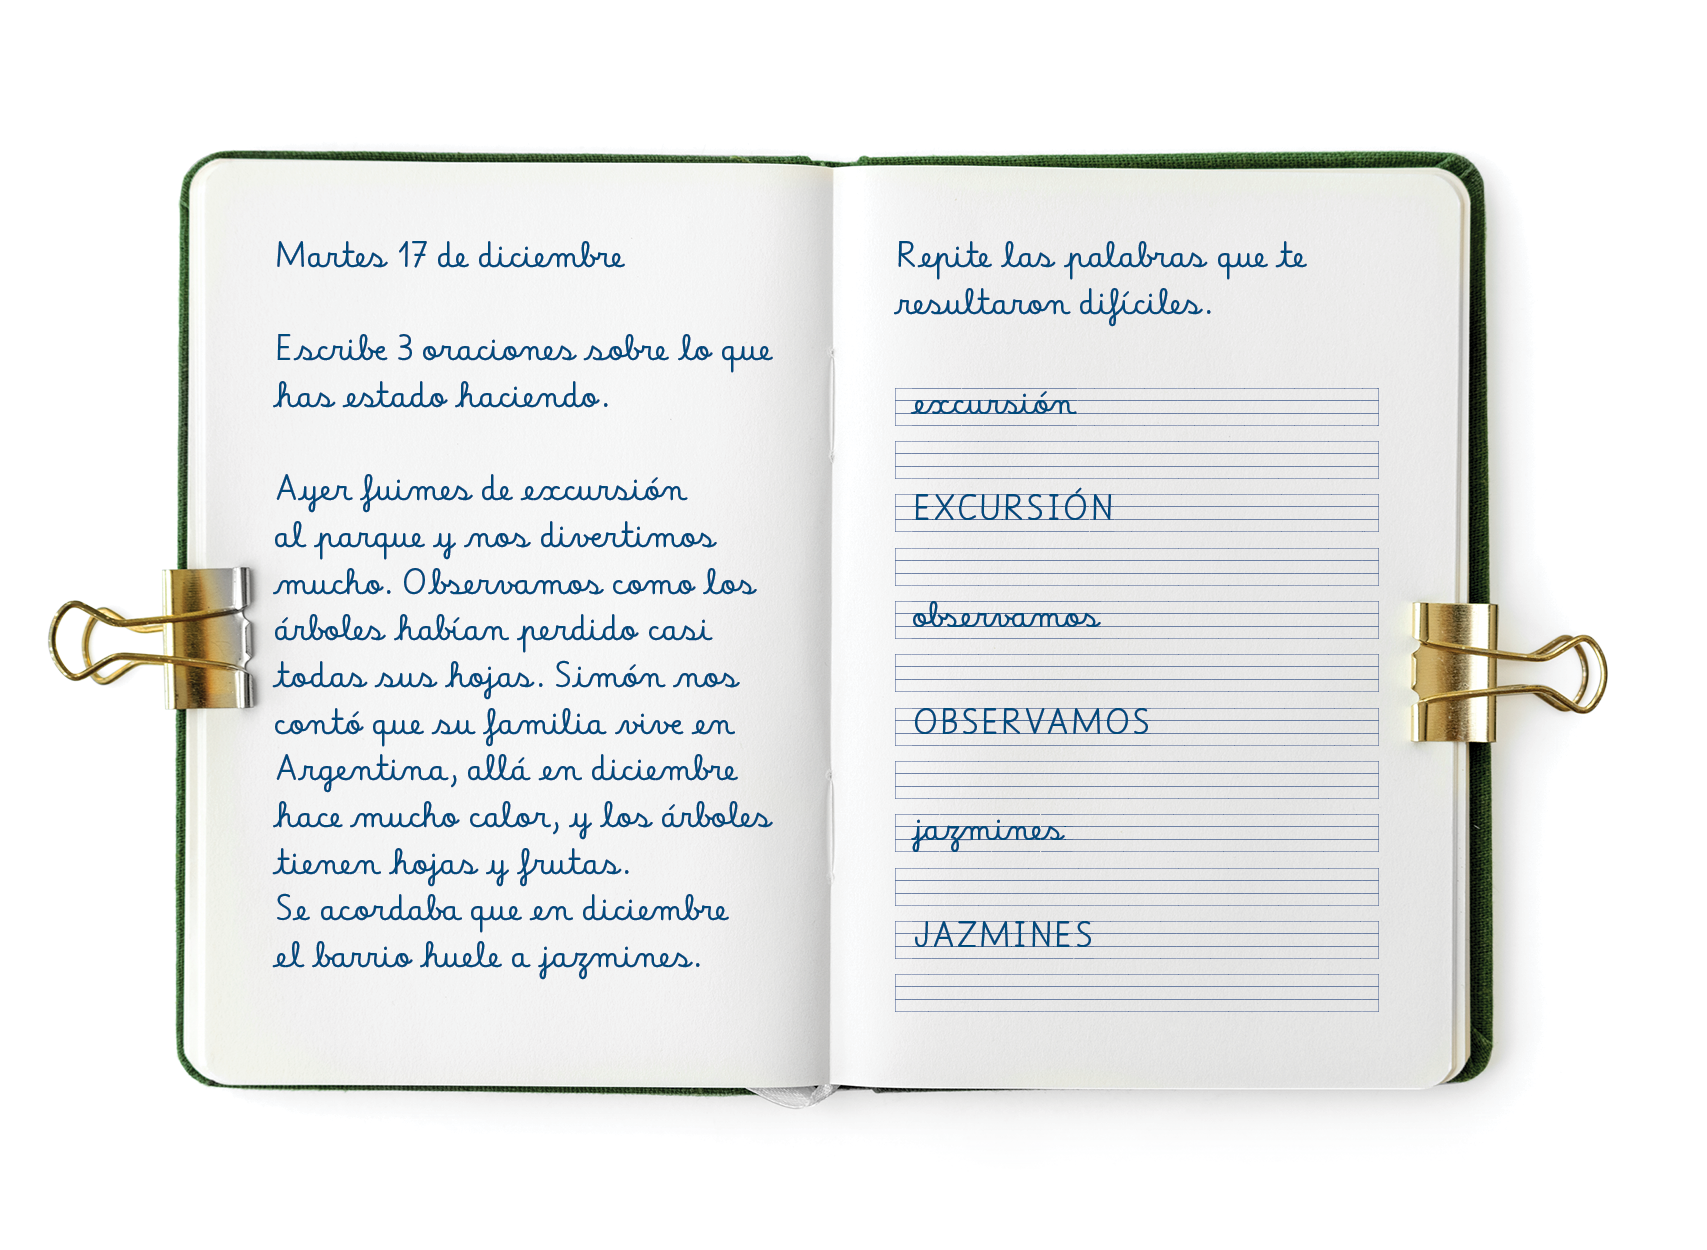 Martes 17 de diciembre
Escribe 3 oraciones sobre lo que
has estado haciendo.
Ayer fuimes de excursión
al parque y nos divertimos
mucho. Observamos como los
árboles habían perdido casi
todas sus hojas. Simón nos
contó que su familia vive en
Argentina, allá en diciembre
hace mucho calor, y los árboles
tienen hojas y frutas.
Se acordaba que en diciembre
el barrio huele a jazmines.
Repite las palabras que te
resultaron difíciles.
excursión
EXCURSIÓN
observamos
OBSERVAMOS
jazmines
JAZMINES